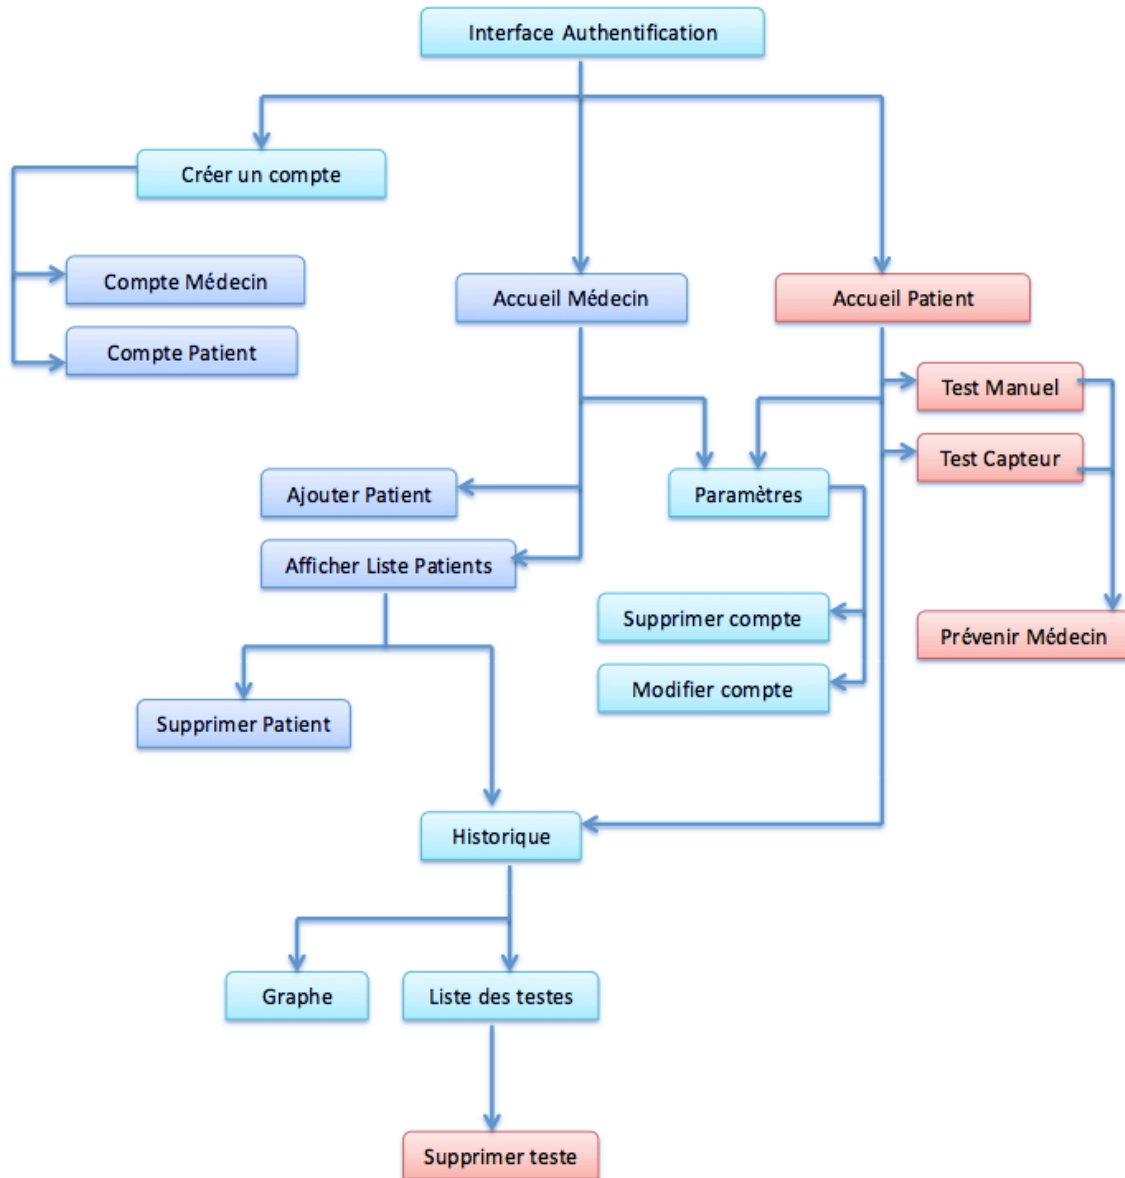 Interface Authentification
Créer un compte
Compte Médecin
Compte Patient
Accueil Médecin
Accueil Patient
Test Manuel
Test Capteur
Ajouter Patient
Paramètres
Afficher Liste Patients
Supprimer compte
Prévenir Médecin
Modifier compte
Supprimer Patient
Historique
Graphe
Liste des testes
Supprimer teste